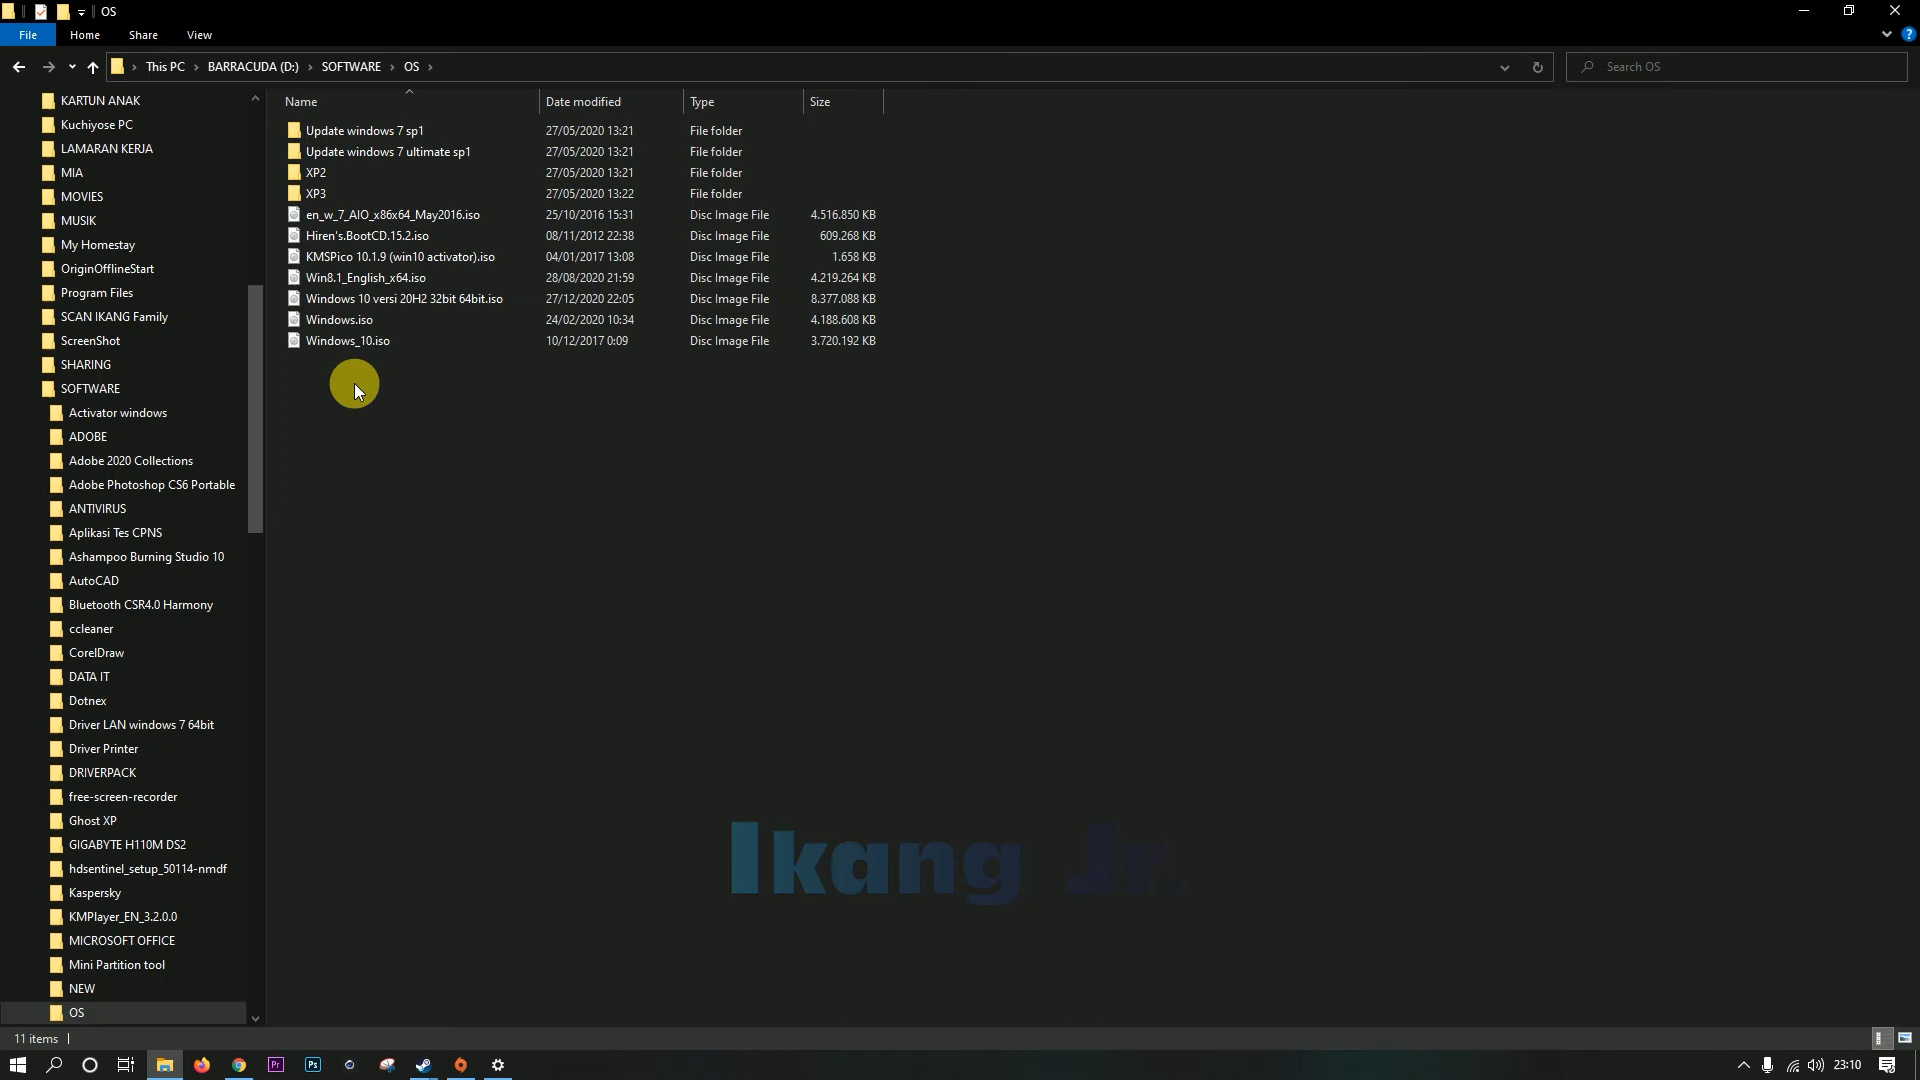 OS
File Home Share View
This PC BARRACUDA (D:) SOFTWARE OS
Search OS
KARTUN ANAK
Kuchiyose PC
LAMARAN KERJA
MIA
MOVIES
MUSIK
My Homestay
OriginOfflineStart
Program Files
SCAN IKANG Family
ScreenShot
SHARING
SOFTWARE
Activator windows
ADOBE
Adobe 2020 Collections
Adobe Photoshop CS6 Portable
ANTIVIRUS
Aplikasi Tes CPNS
Ashampoo Burning Studio 10
AutoCAD
Bluetooth CSR4.0 Harmony
ccleaner
CorelDraw
DATA IT
Dotnex
Driver LAN windows 7 64bit
Driver Printer
DRIVERPACK
free-screen-recorder
Ghost XP
GIGABYTE H110M DS2
hdsentinel_setup_50114-nmdf
Kaspersky
KMPlayer_EN_3.2.0.0
MICROSOFT OFFICE
Mini Partition tool
NEW
OS
Name Date modified Type Size
Update windows 7 sp1 27/05/2020 13:21 File folder
Update windows 7 ultimate sp1 27/05/2020 13:21 File folder
XP2 27/05/2020 13:21 File folder
XP3 27/05/2020 13:22 File folder
en_w_7_AIO_x86x64_May2016.iso 25/10/2016 15:31 Disc Image File 4.516.850 KB
Hiren's.BootCD.15.2.iso 08/11/2012 22:38 Disc Image File 609.268 KB
KMSPico 10.1.9 (win10 activator).iso 04/01/2017 13:08 Disc Image File 1.658 KB
Win8.1_English_x64.iso 28/08/2020 21:59 Disc Image File 4.219.264 KB
Windows 10 versi 20H2 32bit 64bit.iso 27/12/2020 22:05 Disc Image File 8.377.088 KB
Windows.iso 24/02/2020 10:34 Disc Image File 4.188.608 KB
Windows_10.iso 10/12/2017 0:09 Disc Image File 3.720.192 KB
Ikang Jr.
11 items
Pr Ps 23:10